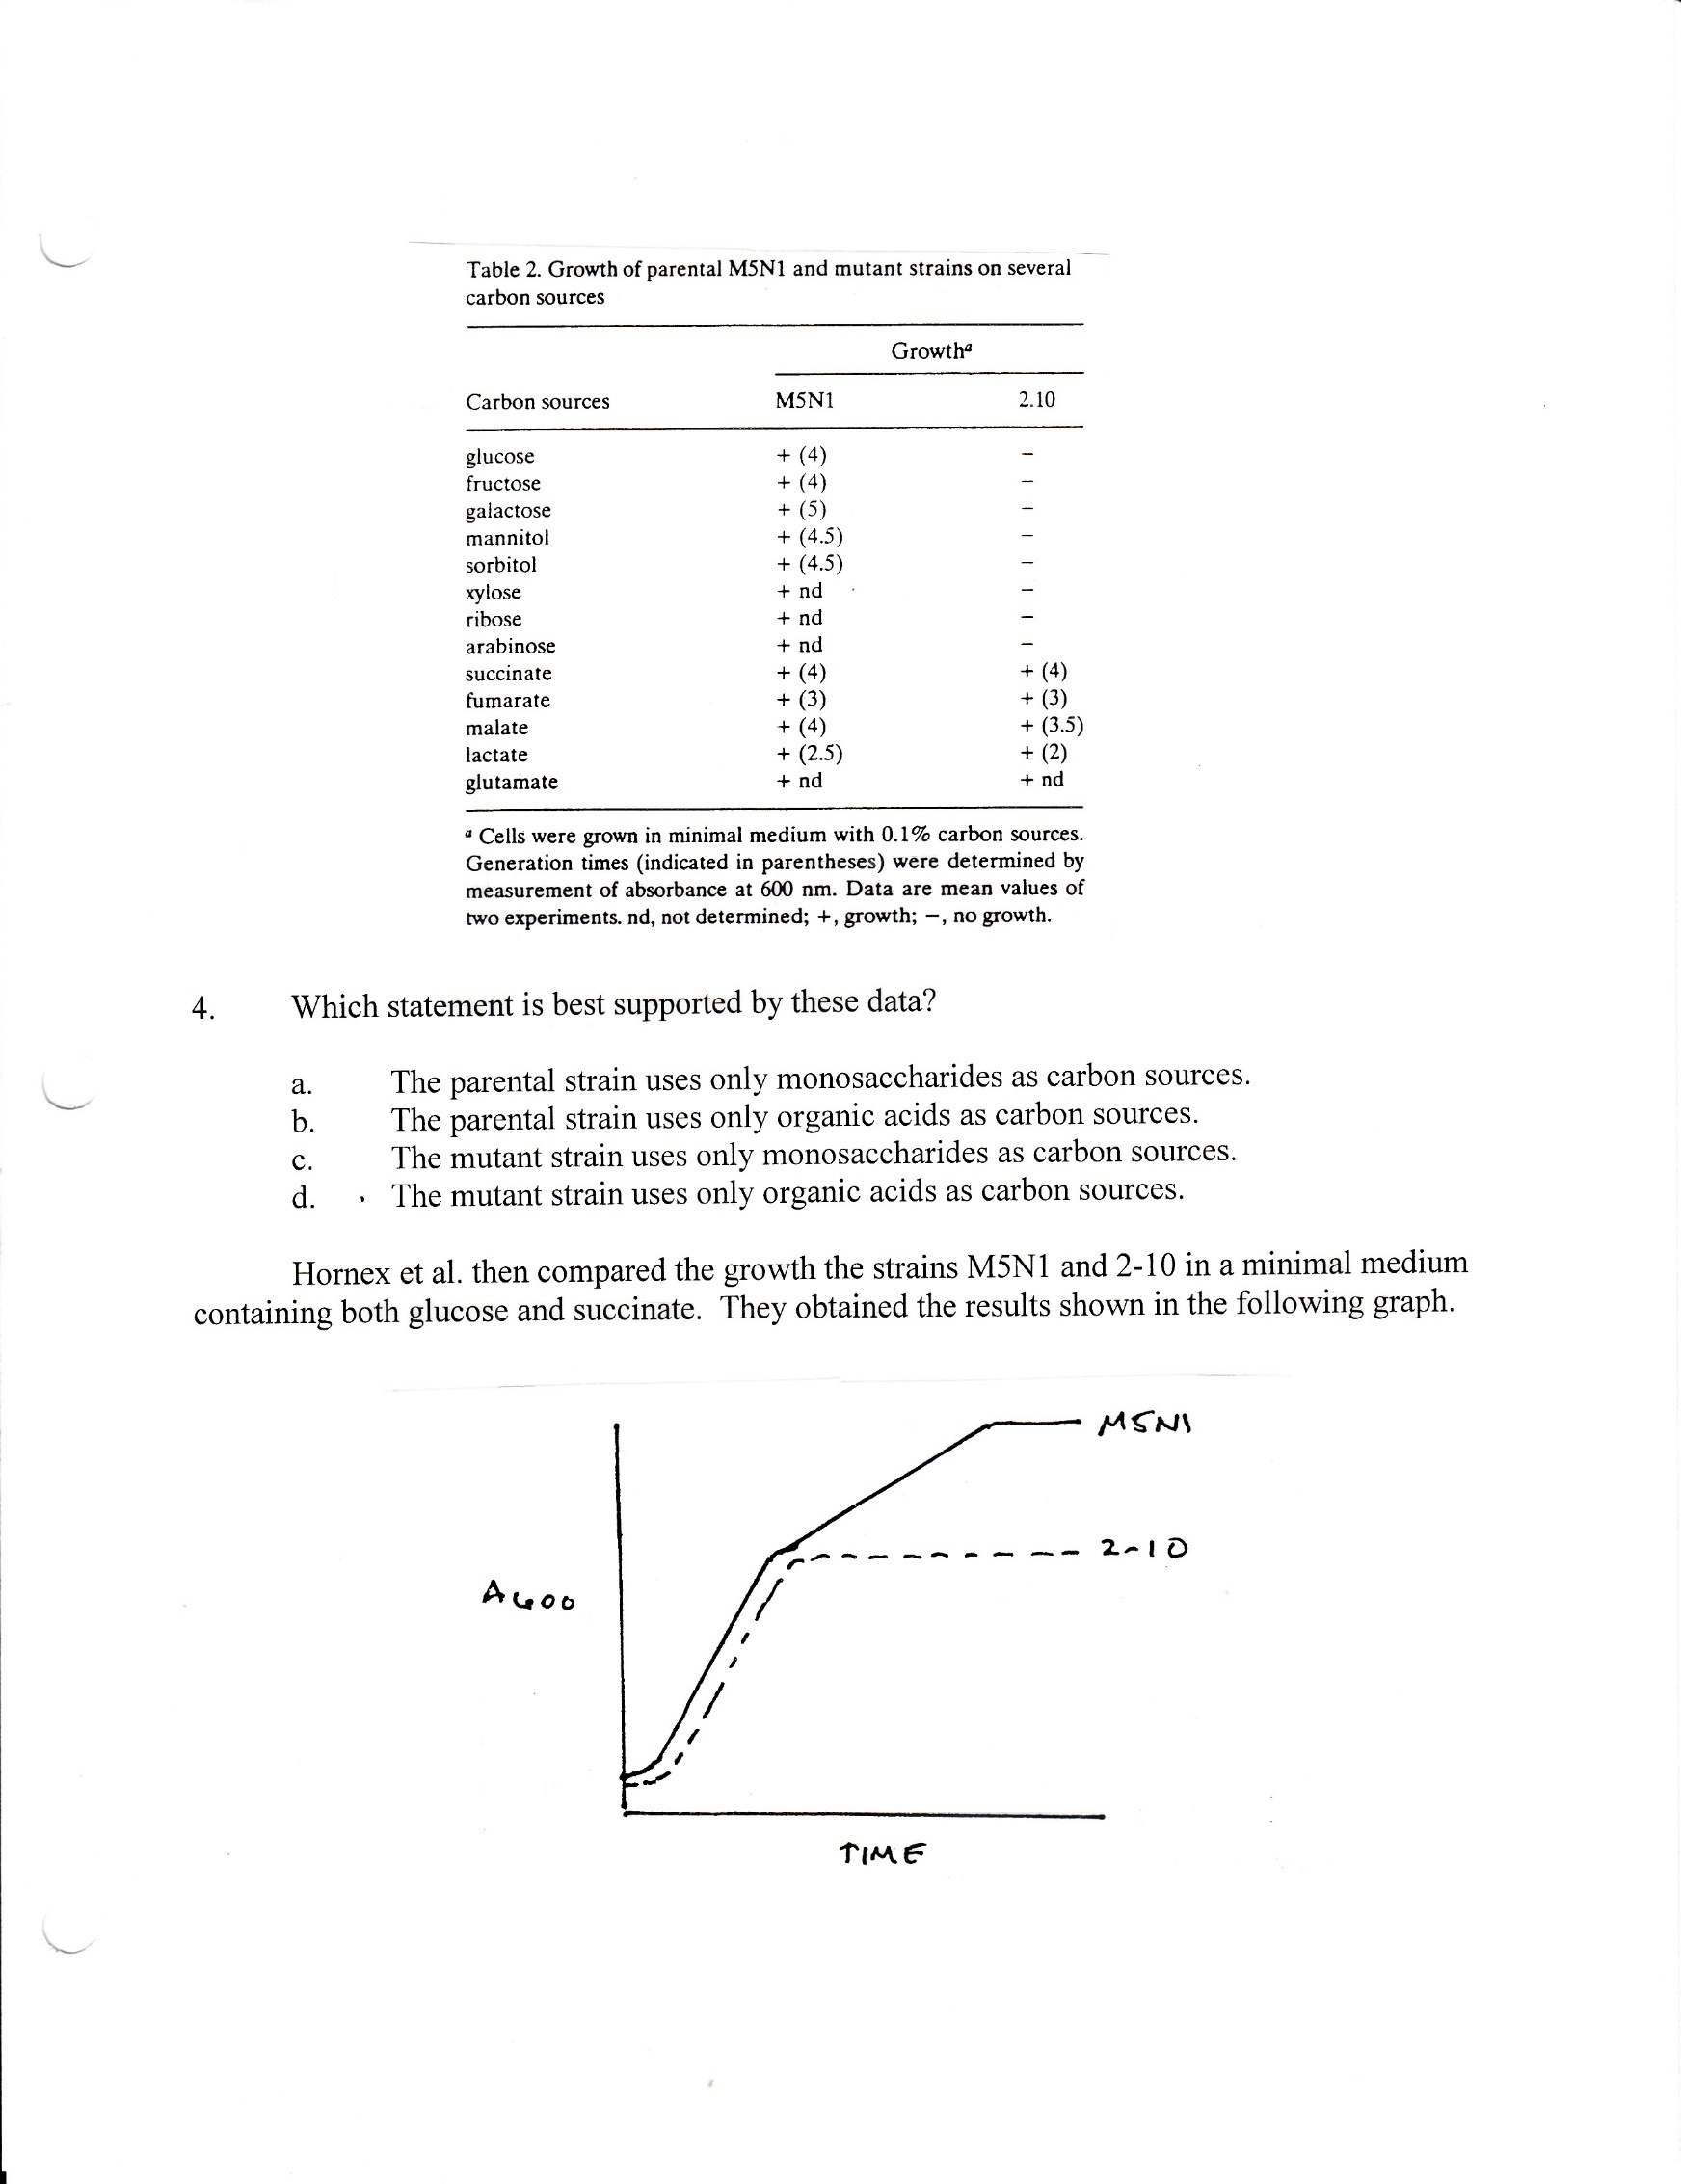 Table 2. Growth of parental M5N1 and mutant strains on several
carbon sources
Growthᵃ
Carbon sources M5N1 2.10
glucose + (4) −
fructose + (4) −
galactose + (5) −
mannitol + (4.5) −
sorbitol + (4.5) −
xylose + nd −
ribose + nd −
arabinose + nd −
succinate + (4) + (4)
fumarate + (3) + (3)
malate + (4) + (3.5)
lactate + (2.5) + (2)
glutamate + nd + nd
ᵃ Cells were grown in minimal medium with 0.1% carbon sources.
Generation times (indicated in parentheses) were determined by
measurement of absorbance at 600 nm. Data are mean values of
two experiments. nd, not determined; +, growth; −, no growth.
4. Which statement is best supported by these data?
a. The parental strain uses only monosaccharides as carbon sources.
b. The parental strain uses only organic acids as carbon sources.
c. The mutant strain uses only monosaccharides as carbon sources.
d. The mutant strain uses only organic acids as carbon sources.
Hornex et al. then compared the growth the strains M5N1 and 2-10 in a minimal medium
containing both glucose and succinate. They obtained the results shown in the following graph.
M5N1
2-10
A600
TIME